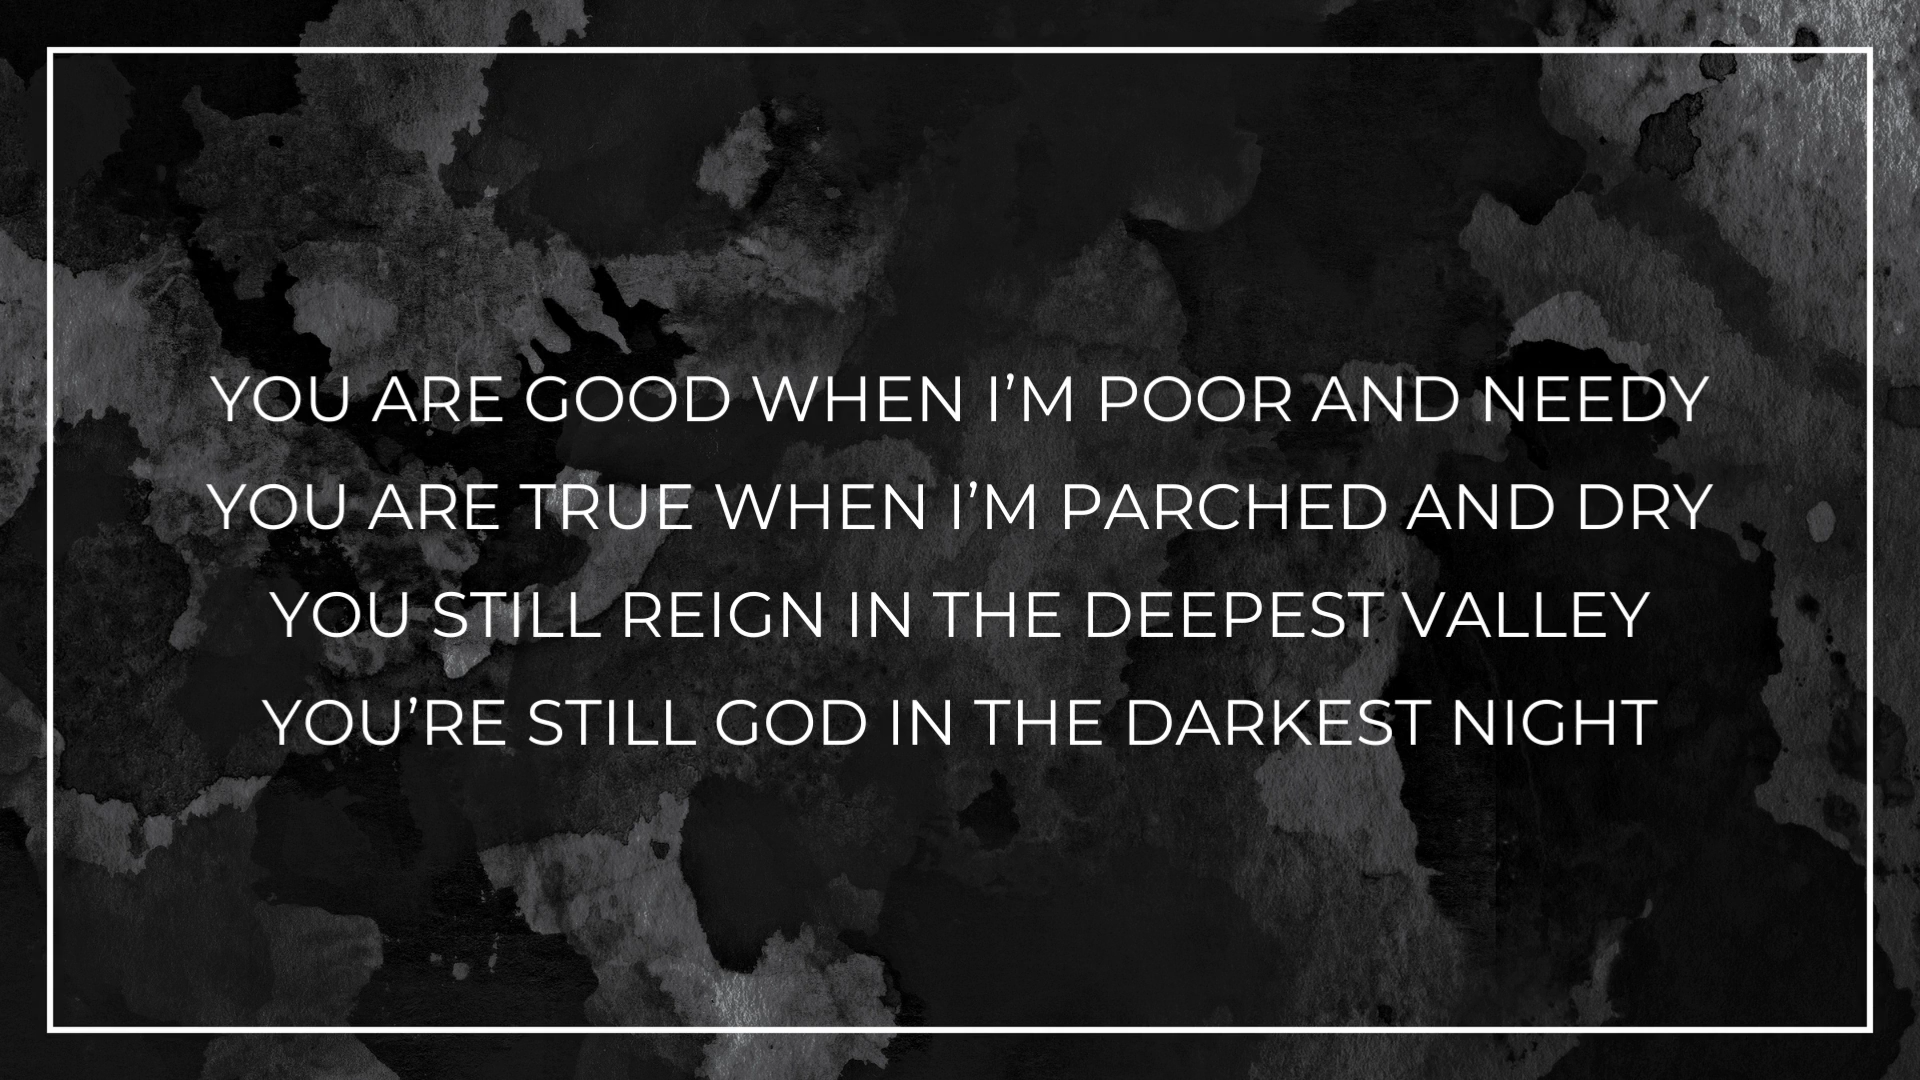 YOU ARE GOOD WHEN I’M POOR AND NEEDY
YOU ARE TRUE WHEN I’M PARCHED AND DRY
YOU STILL REIGN IN THE DEEPEST VALLEY
YOU’RE STILL GOD IN THE DARKEST NIGHT